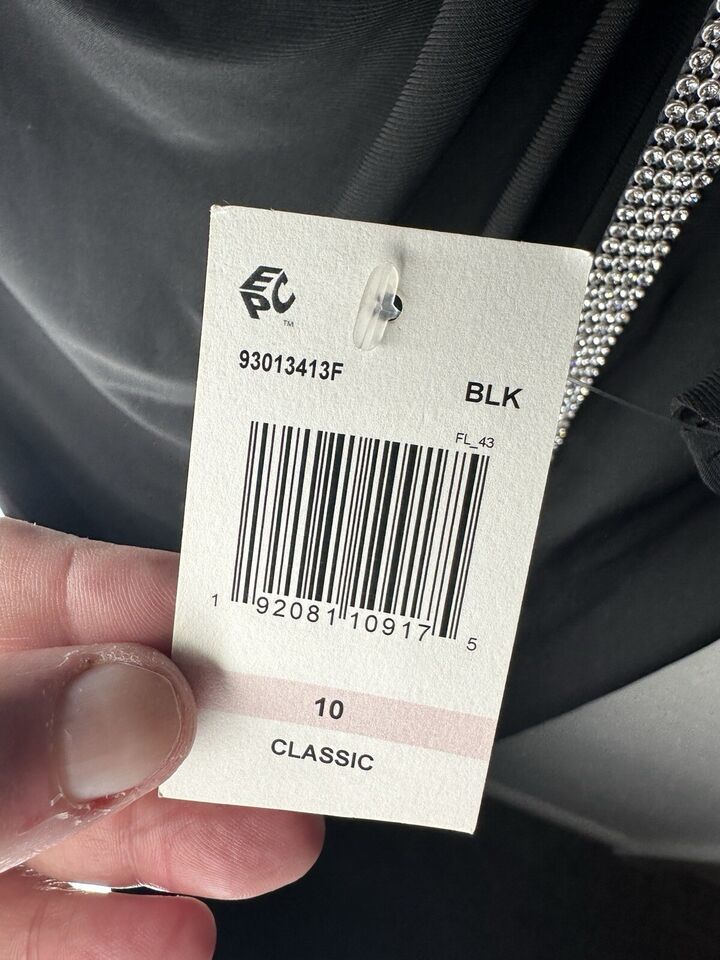 EPC
™
93013413F
BLK
FL_43
1 92081 10917 5
10
CLASSIC